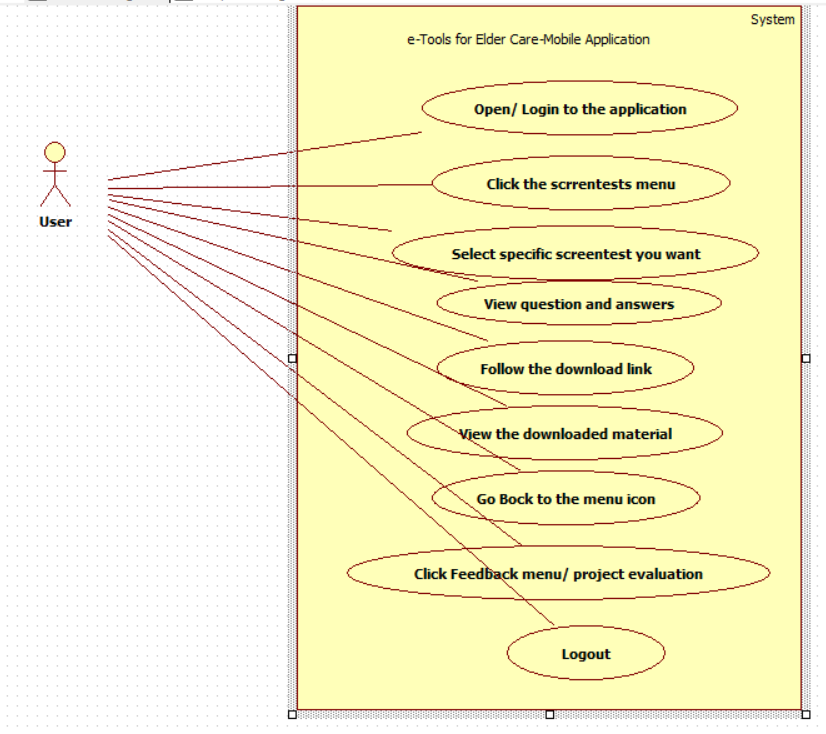 System
e-Tools for Elder Care-Mobile Application
Open/ Login to the application
Click the scrrentests menu
User
Select specific screentest you want
View question and answers
Follow the download link
View the downloaded material
Go Bock to the menu icon
Click Feedback menu/ project evaluation
Logout